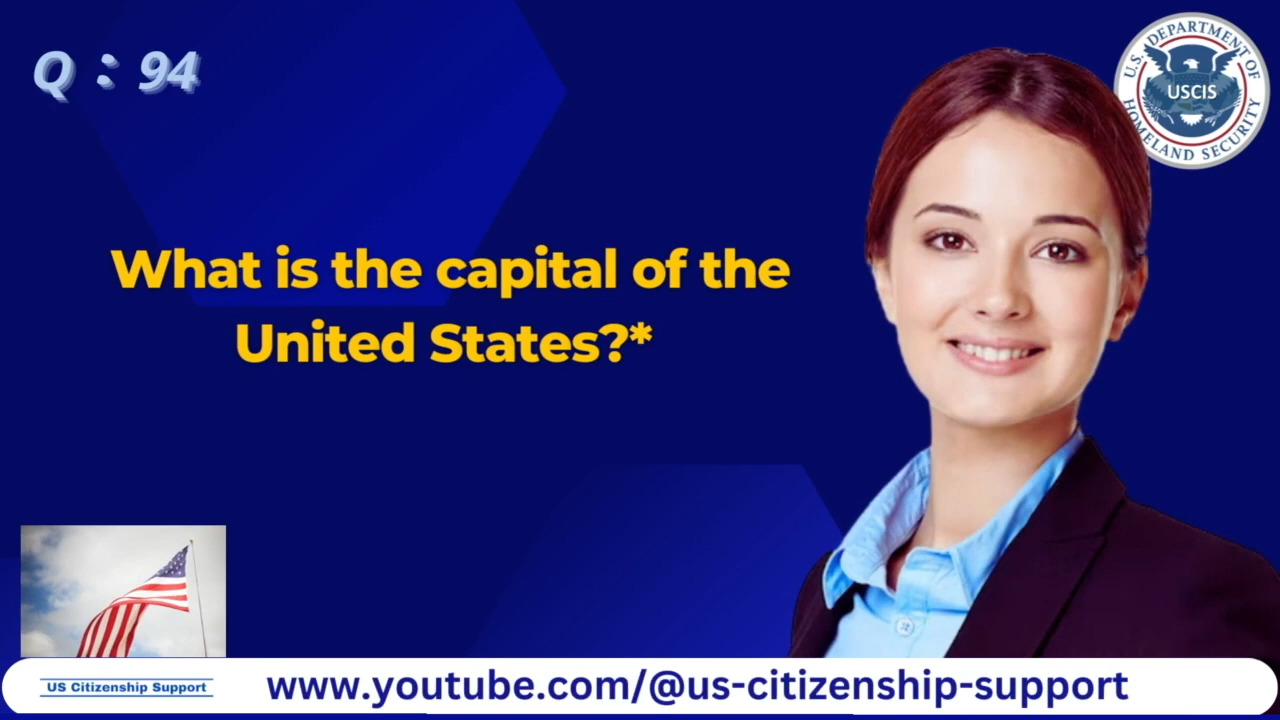 Q : 94
U.S. DEPARTMENT OF
HOMELAND SECURITY
USCIS
What is the capital of the
United States?*
US Citizenship Support
www.youtube.com/@us-citizenship-support